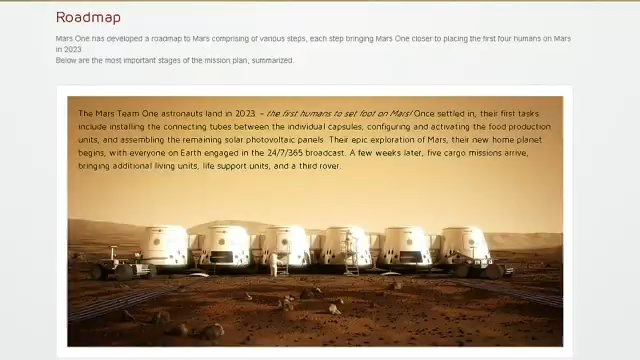 Roadmap
Mars One has developed a roadmap to Mars comprising of various steps, each step bringing Mars One closer to placing the first four humans on Mars
in 2023
Below are the most important stages of the mission plan, summarized.
The Mars Team One astronauts land in 2023 – the first humans to set foot on Mars! Once settled in, their first tasks
include installing the connecting tubes between the individual capsules, configuring and activating the food production
units, and assembling the remaining solar photovoltaic panels. Their epic exploration of Mars, their new home planet
begins, with everyone on Earth engaged in the 24/7/365 broadcast. A few weeks later, five cargo missions arrive,
bringing additional living units, life support units, and a third rover.